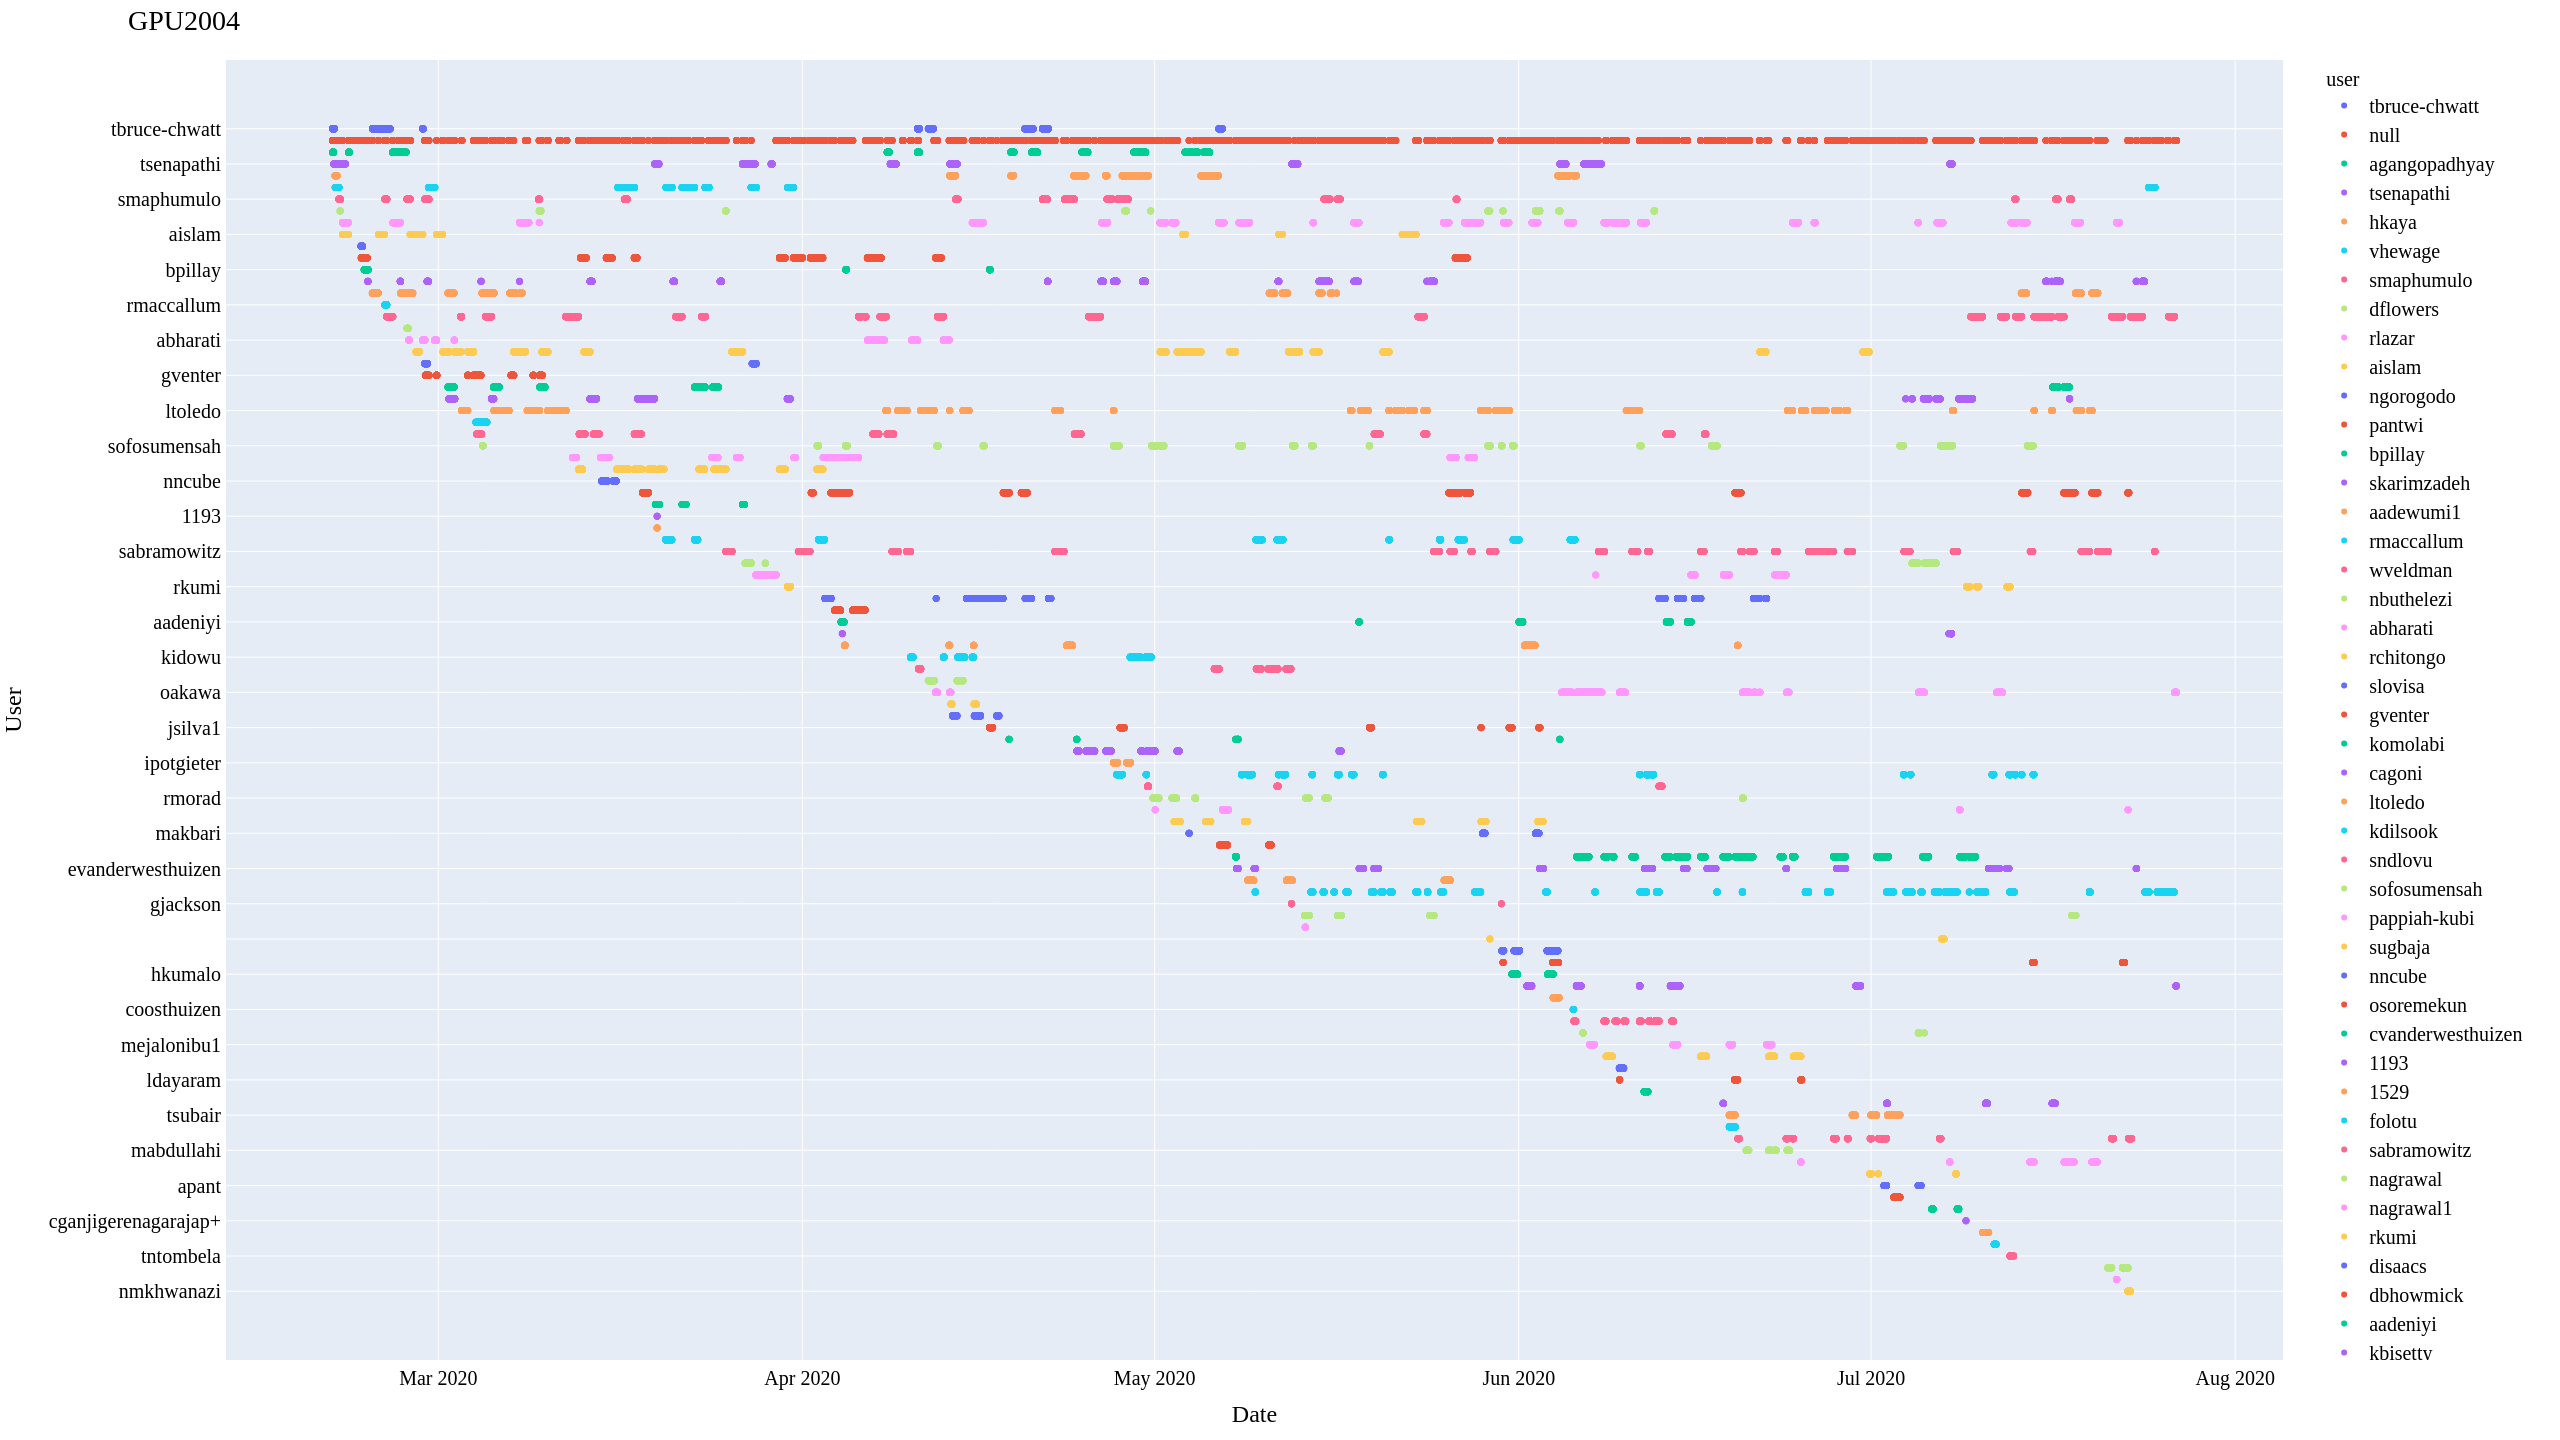 GPU2004
tbruce-chwatt
tsenapathi
smaphumulo
aislam
bpillay
rmaccallum
abharati
gventer
ltoledo
sofosumensah
nncube
1193
sabramowitz
rkumi
aadeniyi
kidowu
oakawa
jsilva1
ipotgieter
rmorad
makbari
evanderwesthuizen
gjackson
hkumalo
coosthuizen
mejalonibu1
ldayaram
tsubair
mabdullahi
apant
cganjigerenagarajap+
tntombela
nmkhwanazi
User
Mar 2020 Apr 2020 May 2020 Jun 2020 Jul 2020 Aug 2020
Date
user
tbruce-chwatt
null
agangopadhyay
tsenapathi
hkaya
vhewage
smaphumulo
dflowers
rlazar
aislam
ngorogodo
pantwi
bpillay
skarimzadeh
aadewumi1
rmaccallum
wveldman
nbuthelezi
abharati
rchitongo
slovisa
gventer
komolabi
cagoni
ltoledo
kdilsook
sndlovu
sofosumensah
pappiah-kubi
sugbaja
nncube
osoremekun
cvanderwesthuizen
1193
1529
folotu
sabramowitz
nagrawal
nagrawal1
rkumi
disaacs
dbhowmick
aadeniyi